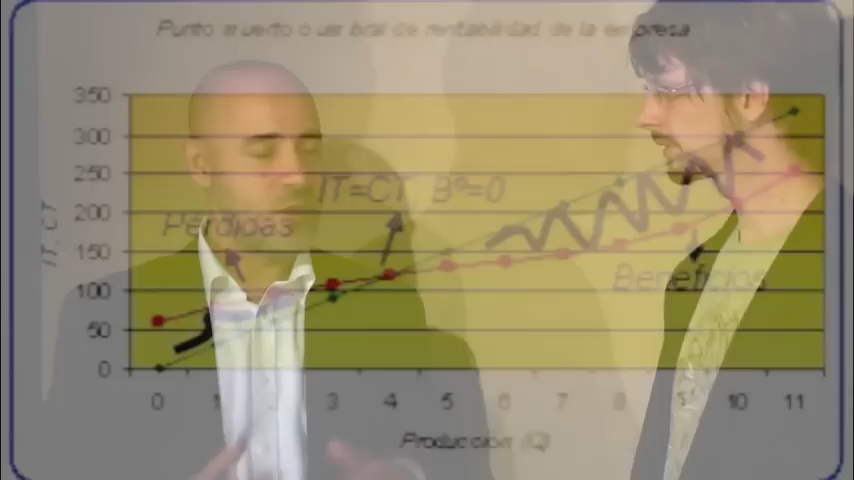 Punto muerto o umbral de rentabilidad de la empresa
350
300
250
200
150
100
50
0
IT, CT
IT=CT Bº=0
Pérdidas
Beneficios
0 1 2 3 4 5 6 7 8 9 10 11
Producción (Q)